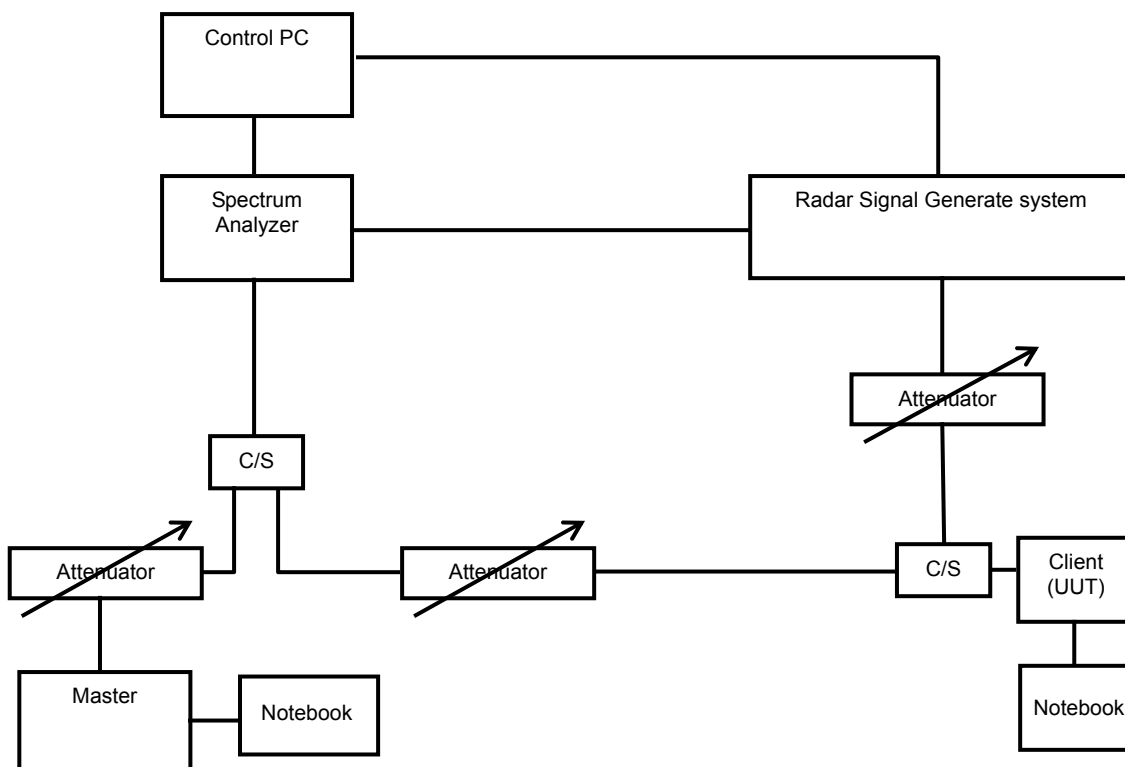 Control PC
Spectrum
Analyzer
Radar Signal Generate system
Attenuator
C/S
Attenuator
Attenuator
C/S
Client
(UUT)
Master
Notebook
Notebook